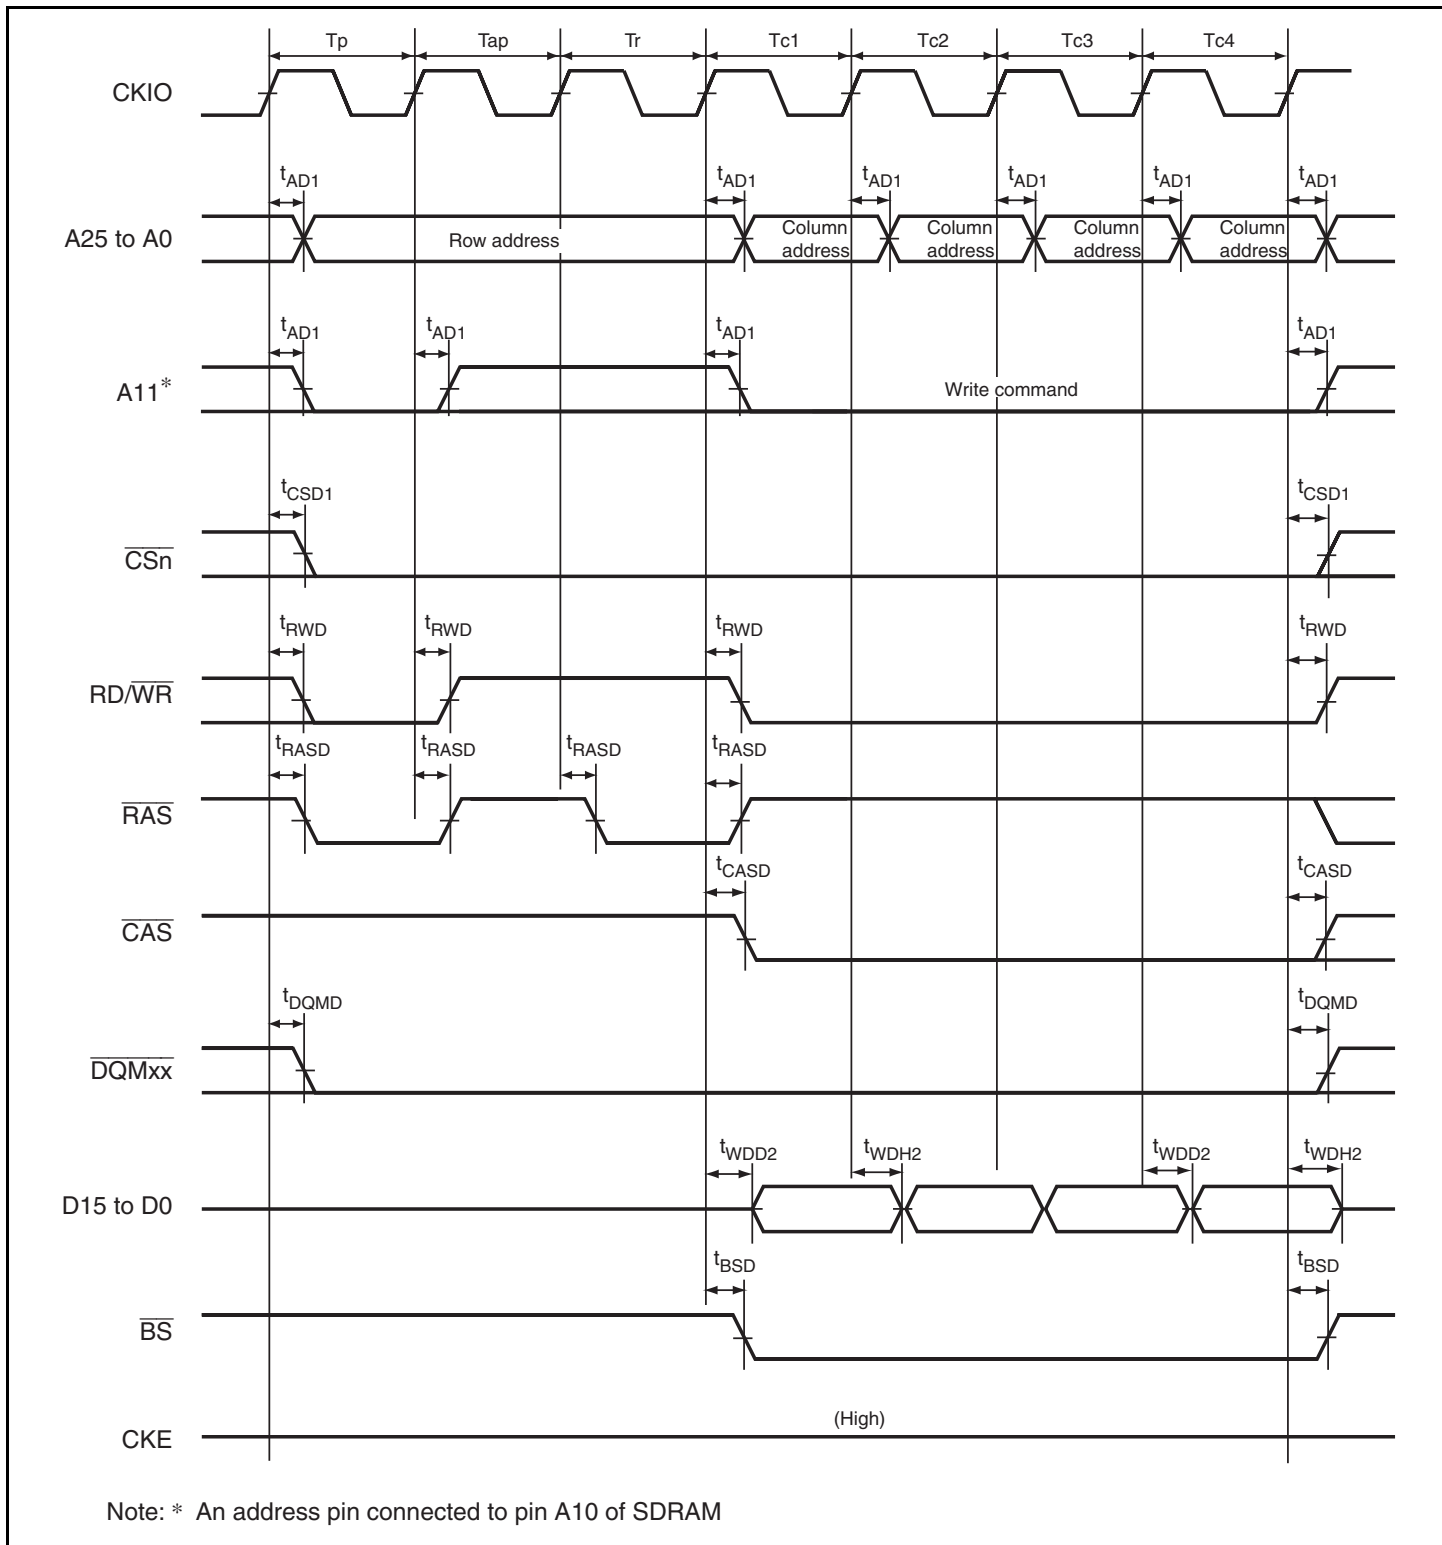 Tp Tap Tr Tc1 Tc2 Tc3 Tc4
CKIO
tAD1 tAD1 tAD1 tAD1 tAD1 tAD1
A25 to A0
Row address
Column address
Column address
Column address
Column address
tAD1 tAD1 tAD1 tAD1
A11*
Write command
tCSD1 tCSD1
CSn
tRWD tRWD tRWD tRWD
RD/WR
tRASD tRASD tRASD tRASD
RAS
tCASD tCASD
CAS
tDQMD tDQMD
DQMxx
tWDD2 tWDH2 tWDD2 tWDH2
D15 to D0
tBSD tBSD
BS
(High)
CKE
Note: * An address pin connected to pin A10 of SDRAM